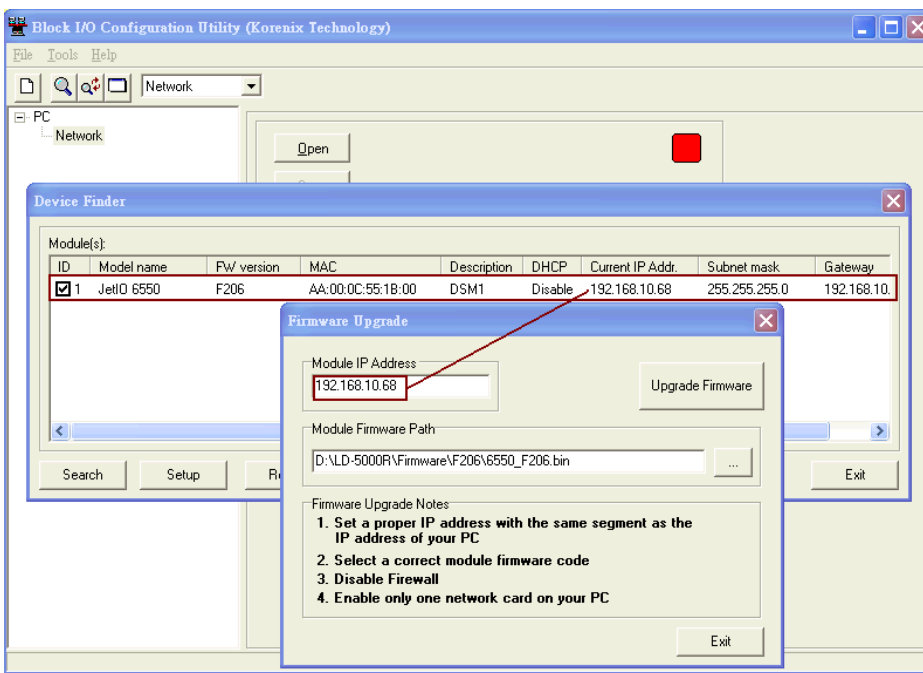 Block I/O Configuration Utility (Korenix Technology)
File Tools Help
Network
PC
Network
Open
Device Finder
Module(s):
ID Model name FW version MAC Description DHCP Current IP Addr. Subnet mask Gateway
1 JetIO 6550 F206 AA:00:0C:55:1B:00 DSM1 Disable 192.168.10.68 255.255.255.0 192.168.10.
Firmware Upgrade
Module IP Address
192.168.10.68
Upgrade Firmware
Module Firmware Path
D:\LD-5000R\Firmware\F206\6550_F206.bin
...
Search Setup Exit
Firmware Upgrade Notes
1. Set a proper IP address with the same segment as the
IP address of your PC
2. Select a correct module firmware code
3. Disable Firewall
4. Enable only one network card on your PC
Exit